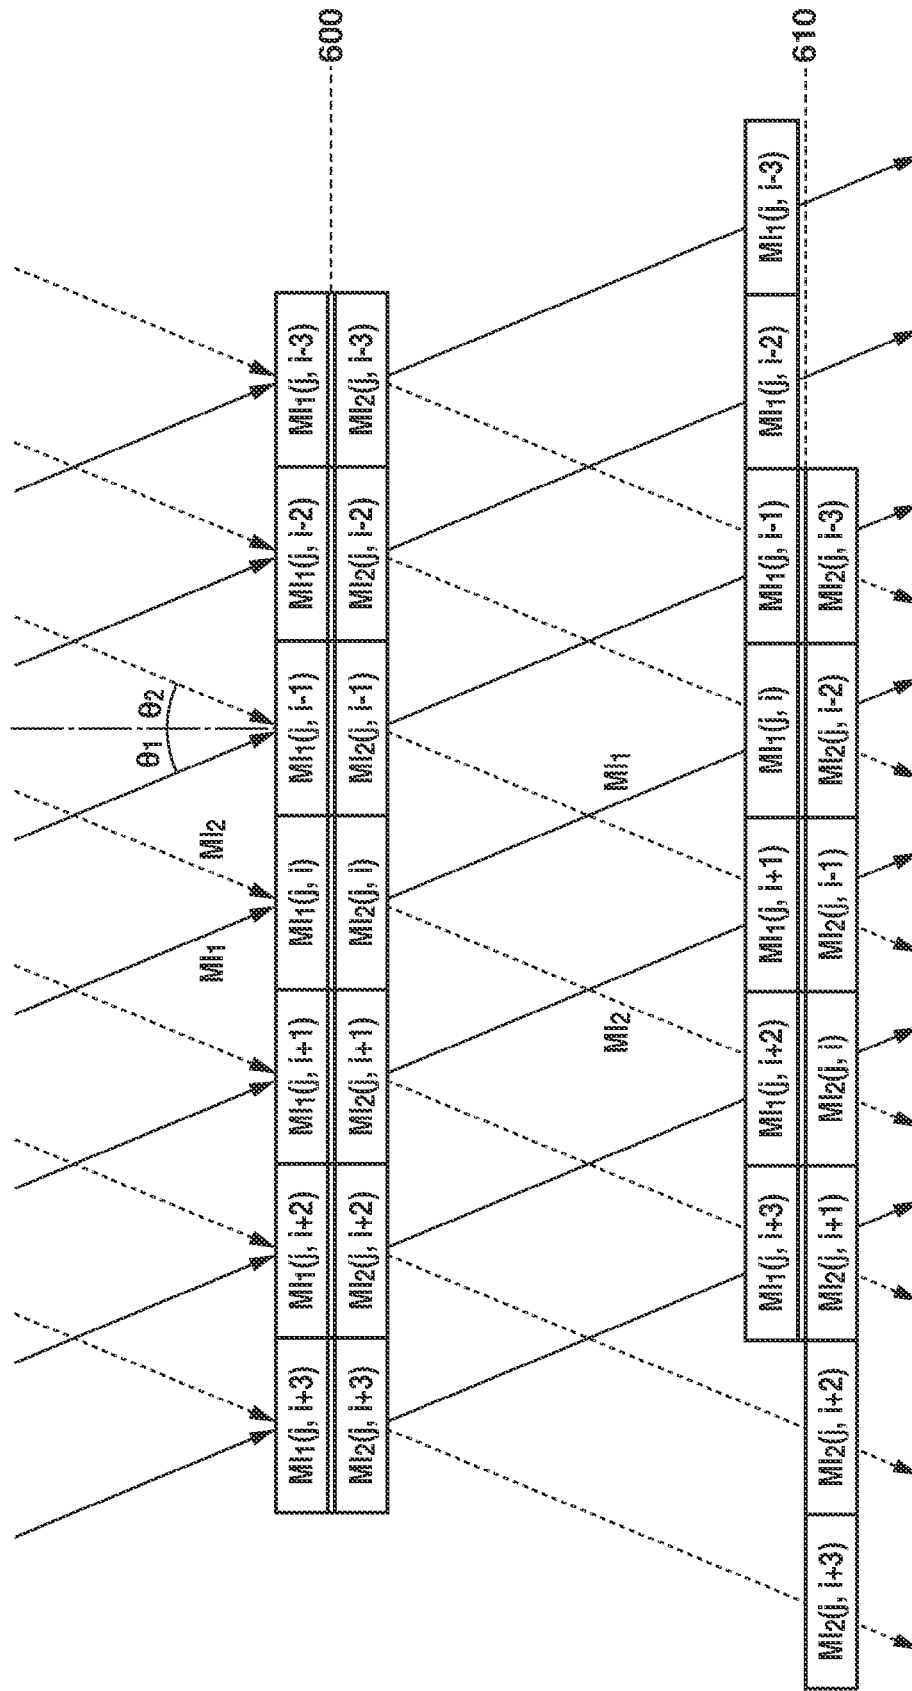 θ1 θ2
MI1 MI2
MI1(j, i+3) MI1(j, i+2) MI1(j, i+1) MI1(j, i) MI1(j, i-1) MI1(j, i-2) MI1(j, i-3)
600
MI2(j, i+3) MI2(j, i+2) MI2(j, i+1) MI2(j, i) MI2(j, i-1) MI2(j, i-2) MI2(j, i-3)
MI2 MI1
MI1(j, i+3) MI1(j, i+2) MI1(j, i+1) MI1(j, i) MI1(j, i-1) MI1(j, i-2) MI1(j, i-3)
610
MI2(j, i+3) MI2(j, i+2) MI2(j, i+1) MI2(j, i) MI2(j, i-1) MI2(j, i-2) MI2(j, i-3)